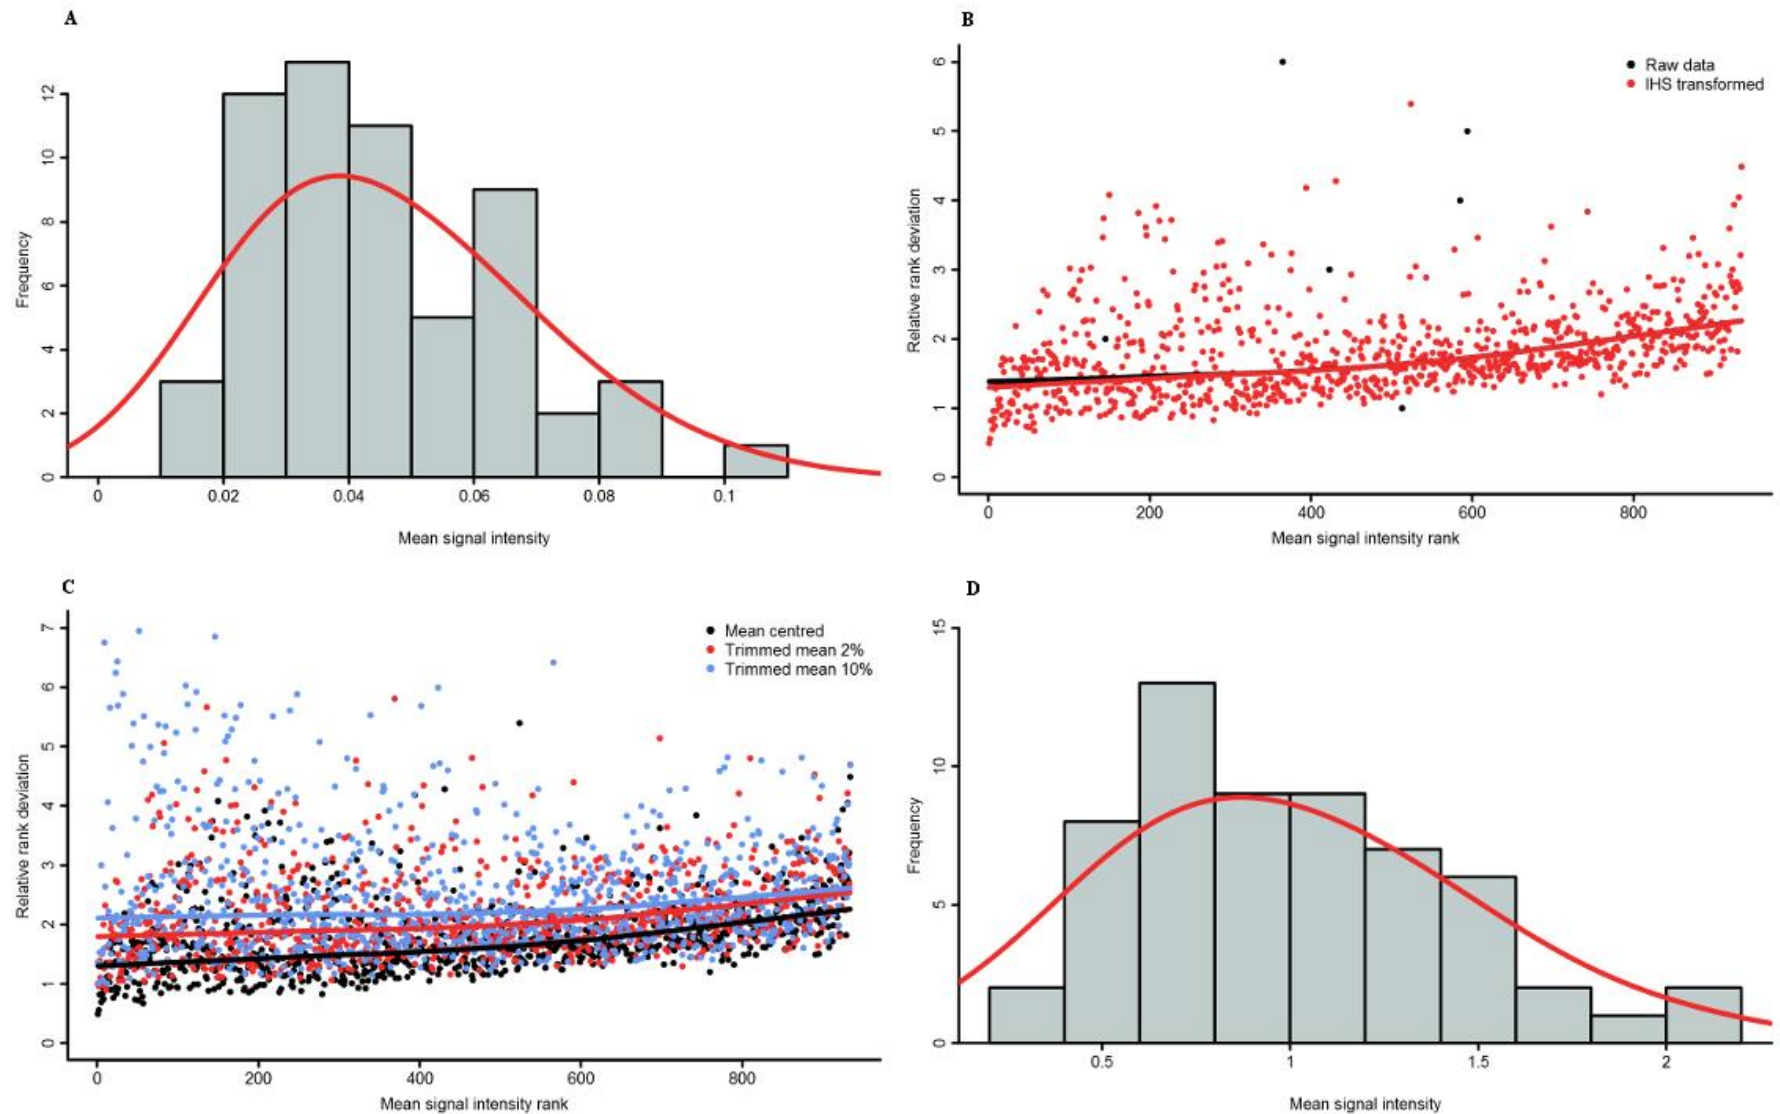 A
12
10
8
6
4
2
0
Frequency
0
0.02
0.04
0.06
0.08
0.1
Mean signal intensity
B
6
5
4
3
2
1
0
Relative rank deviation
Raw data
IHS transformed
0
200
400
600
800
Mean signal intensity rank
C
7
6
5
4
3
2
1
0
Relative rank deviation
Mean centred
Trimmed mean 2%
Trimmed mean 10%
0
200
400
600
800
Mean signal intensity rank
D
15
10
5
0
Frequency
0.5
1
1.5
2
Mean signal intensity